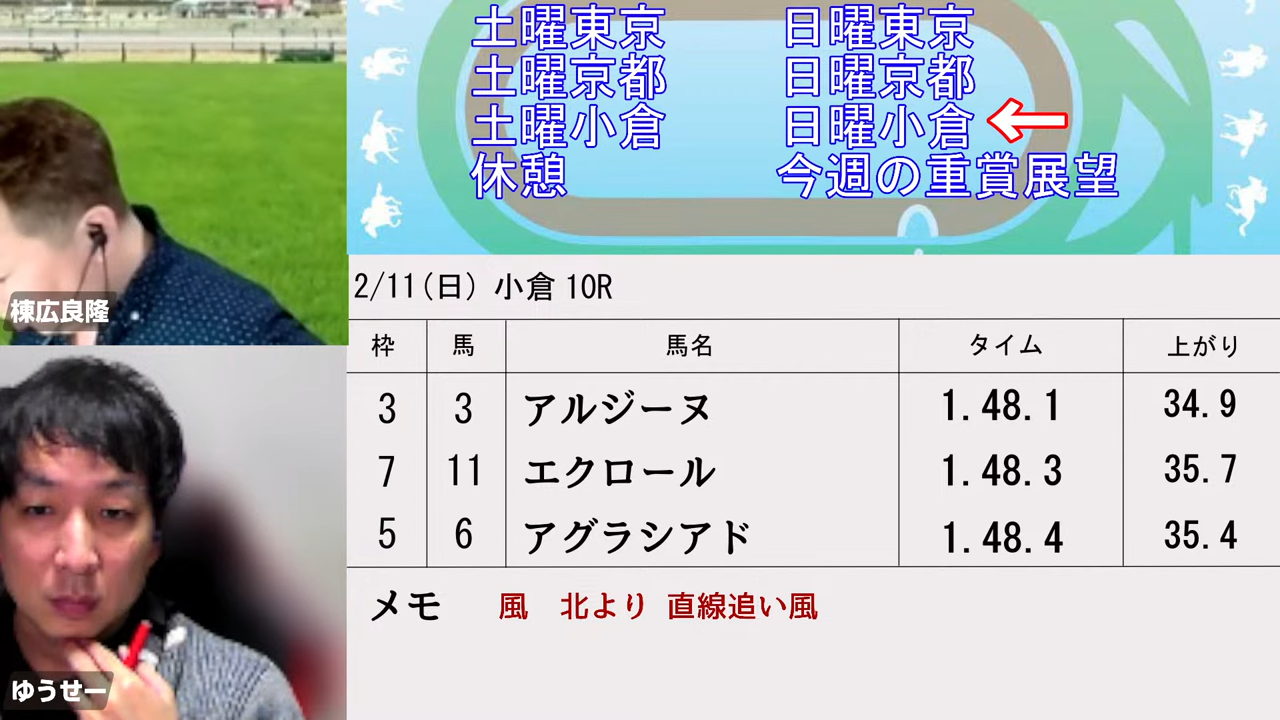 土曜東京 日曜東京
土曜京都 日曜京都
土曜小倉 日曜小倉
休憩 今週の重賞展望
棟広良隆
2/11(日) 小倉 10R
枠 馬 馬名 タイム 上がり
3 3 アルジーヌ 1.48.1 34.9
7 11 エクロール 1.48.3 35.7
5 6 アグラシアド 1.48.4 35.4
メモ 風 北より 直線追い風
ゆうせー